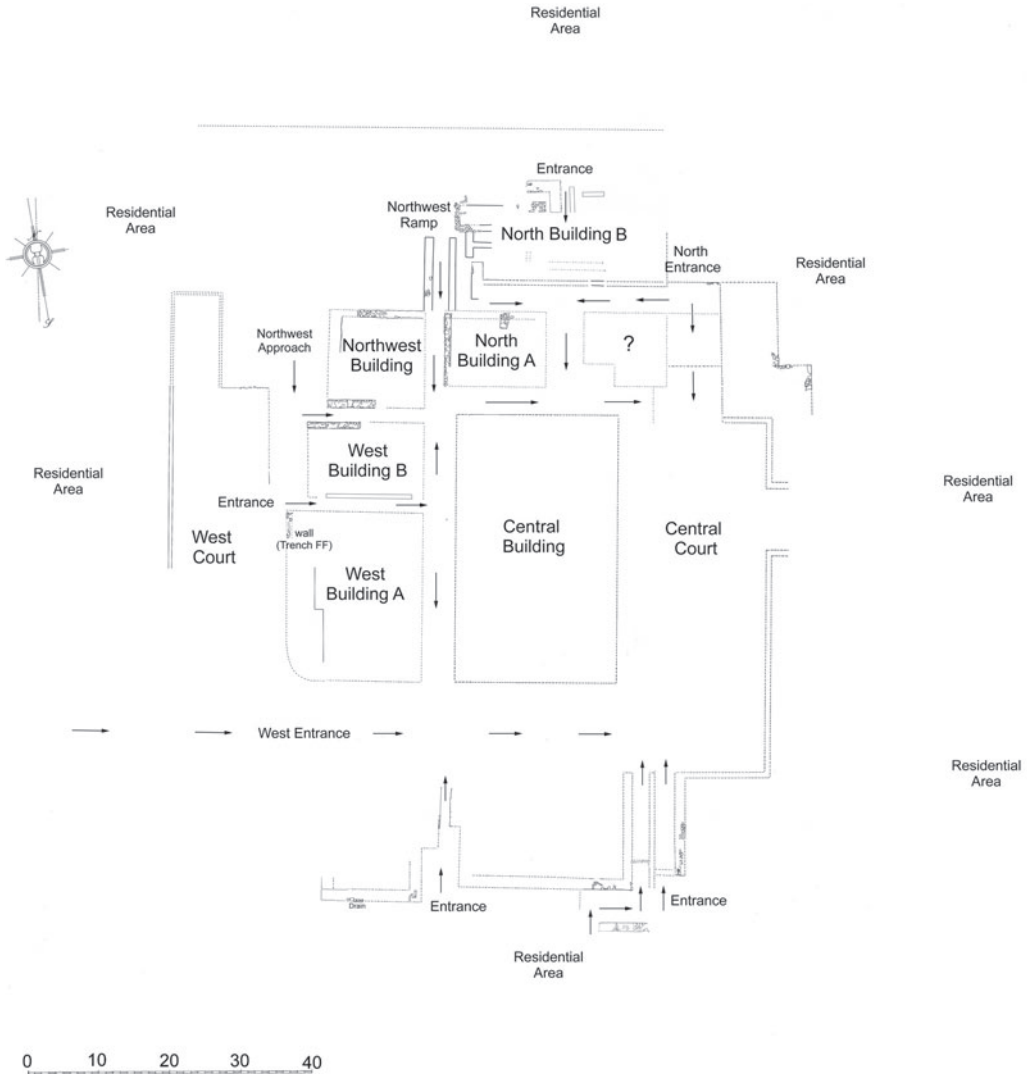 Residential
Area
Entrance
Northwest
Ramp
Residential
Area
North Building B
North
Entrance
Residential
Area
Northwest
Approach
Northwest
Building
North
Building A
?
West
Building B
Residential
Area
Entrance
West
Court
wall
(Trench FF)
West
Building A
Central
Building
Central
Court
Residential
Area
West Entrance
Residential
Area
Drain
Entrance
Entrance
Residential
Area
0 10 20 30 40